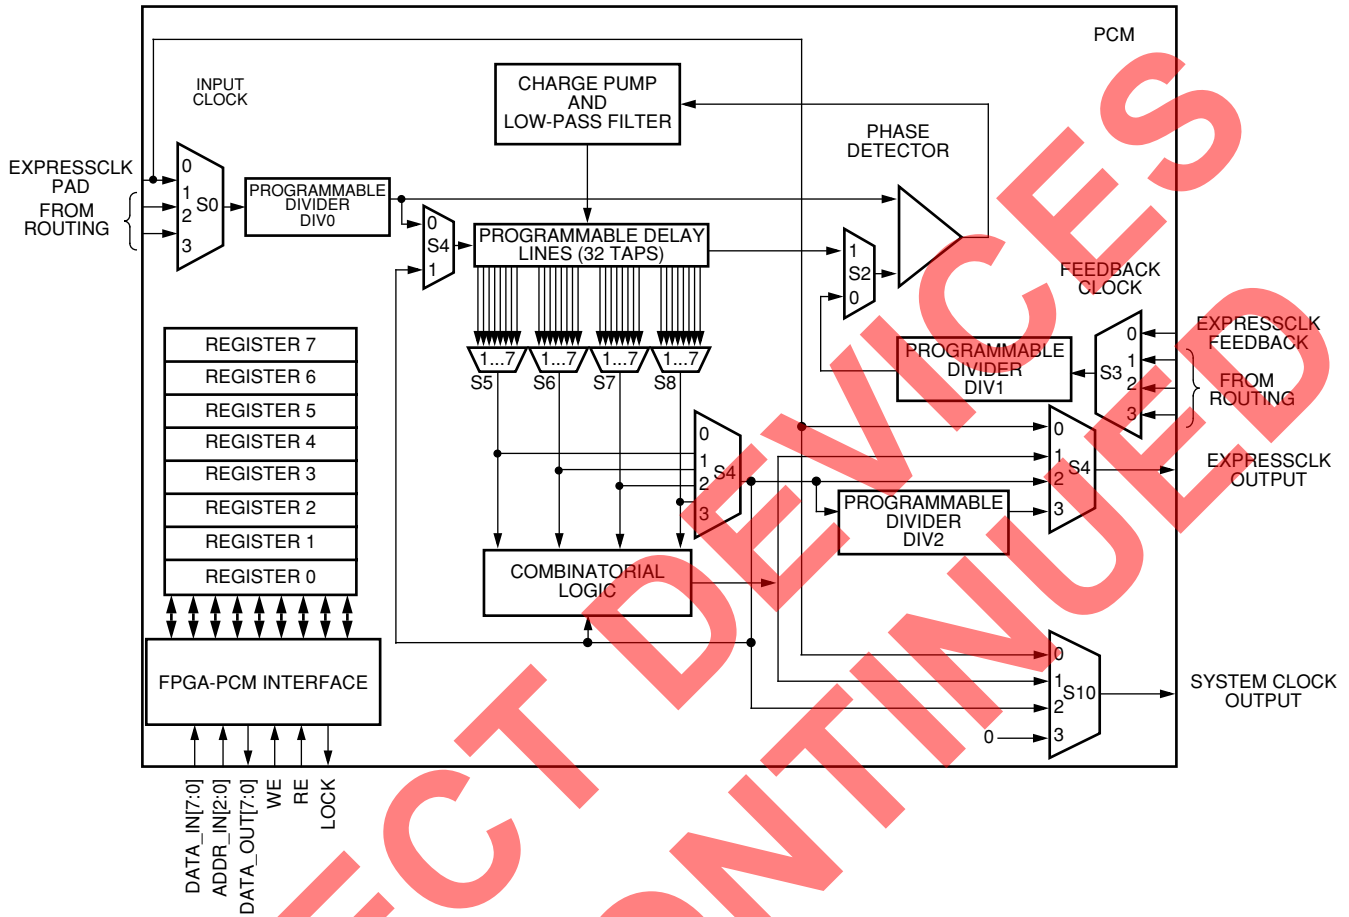 PCM
INPUT
CLOCK
CHARGE PUMP
AND
LOW-PASS FILTER
PHASE
DETECTOR
EXPRESSCLK
PAD
FROM
ROUTING
0
1
2
3
S0
PROGRAMMABLE
DIVIDER
DIV0
0
S4
1
PROGRAMMABLE DELAY
LINES (32 TAPS)
1
S2
0
FEEDBACK
CLOCK
EXPRESSCLK
FEEDBACK
FROM
ROUTING
0
1
2
3
S3
PROGRAMMABLE
DIVIDER
DIV1
1...7
1...7
1...7
1...7
S5
S6
S7
S8
REGISTER 7
REGISTER 6
REGISTER 5
REGISTER 4
REGISTER 3
REGISTER 2
REGISTER 1
REGISTER 0
0
1
2
3
S4
0
1
2
3
S4
EXPRESSCLK
OUTPUT
PROGRAMMABLE
DIVIDER
DIV2
COMBINATORIAL
LOGIC
FPGA-PCM INTERFACE
0
1
2
3
S10
0
SYSTEM CLOCK
OUTPUT
DATA_IN[7:0]
ADDR_IN[2:0]
DATA_OUT[7:0]
WE
RE
LOCK
DEVICES